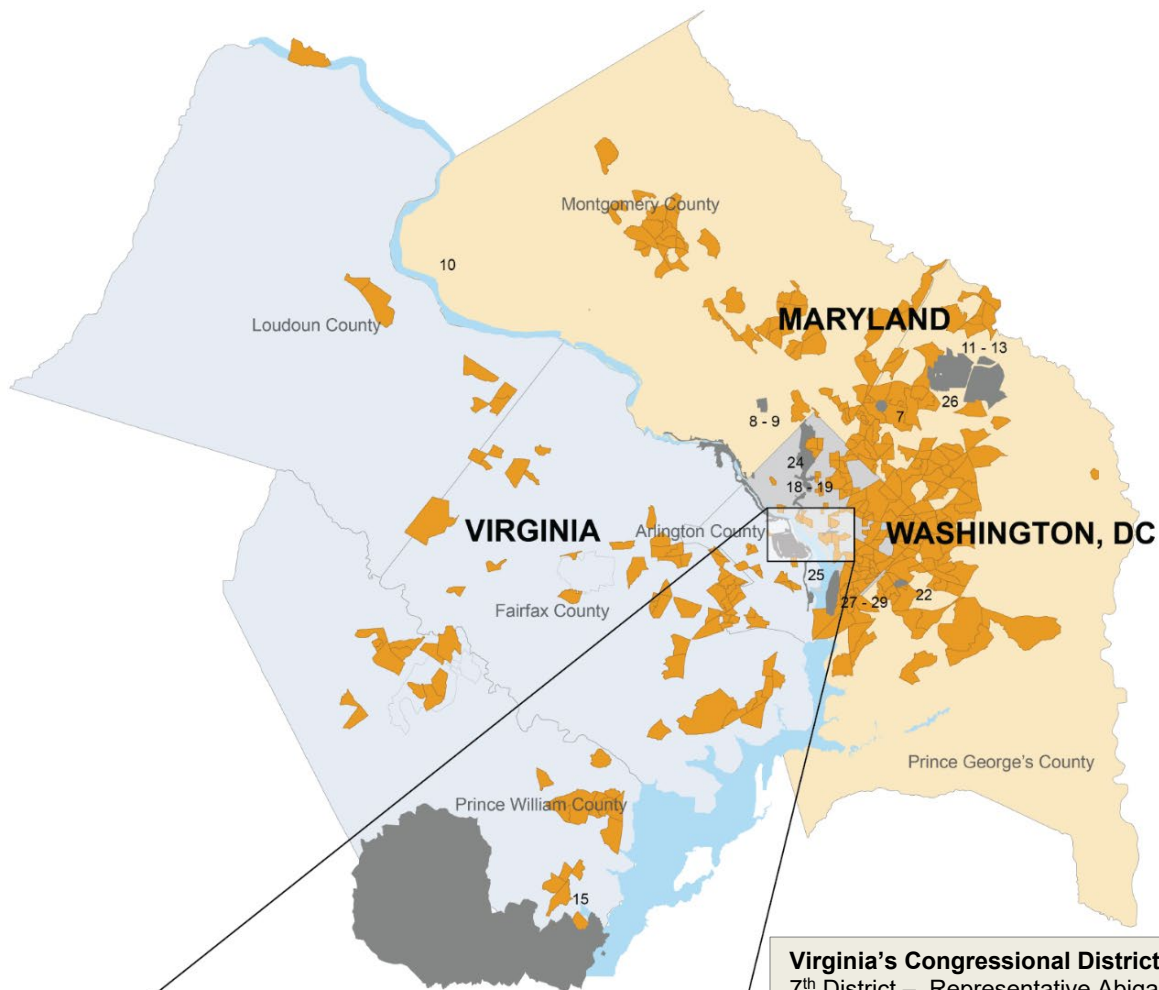 Montgomery County
10
MARYLAND
Loudoun County
11 - 13
26
8 - 9
7
24
18 - 19
VIRGINIA
Arlington County
WASHINGTON, DC
25
27 - 29
22
Fairfax County
Prince George's County
Prince William County
15
Virginia's Congressional District
7th District – Representative Abiga